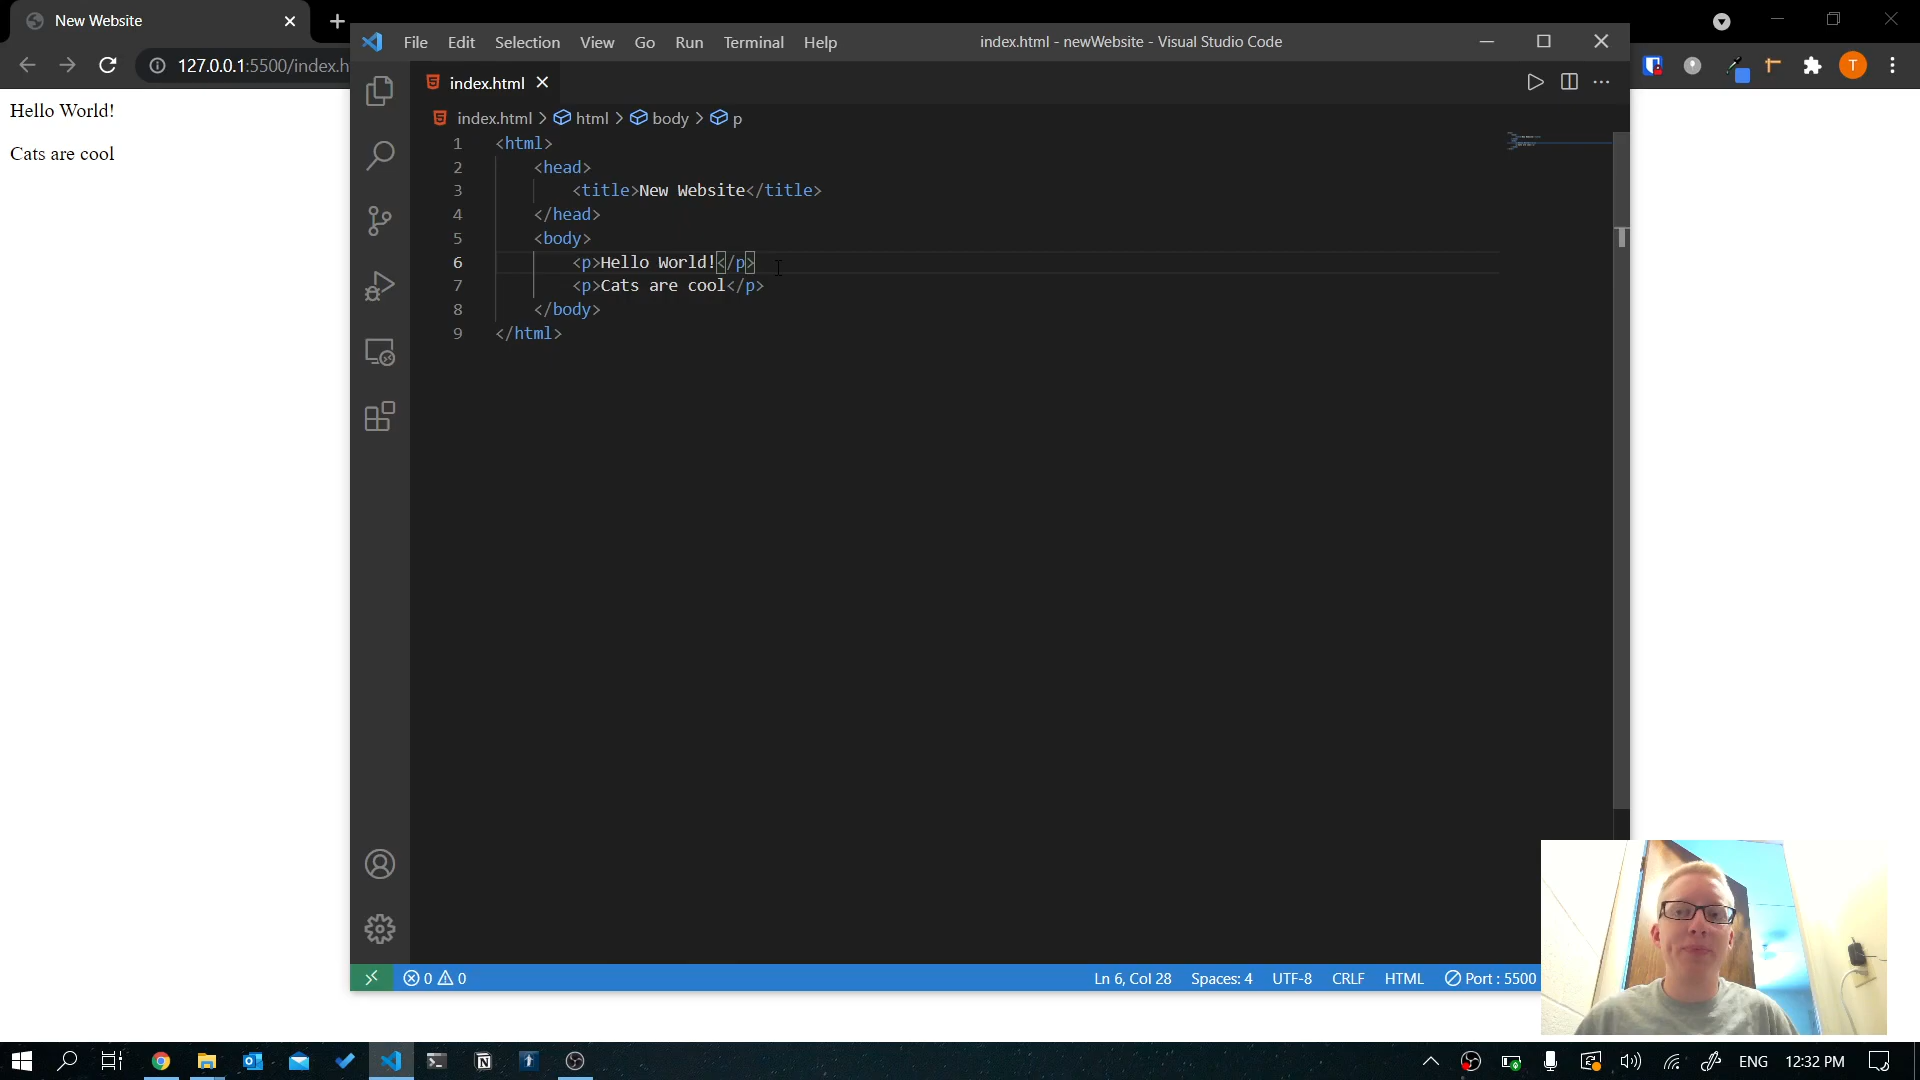 New Website
File Edit Selection View Go Run Terminal Help
index.html - newWebsite - Visual Studio Code
127.0.0.1:5500/index.h
T
Hello World!
Cats are cool
index.html
index.html > html > body > p
1 <html>
2 <head>
3 <title>New Website</title>
4 </head>
5 <body>
6 <p>Hello World!</p>
7 <p>Cats are cool</p>
8 </body>
9 </html>
0 0
Ln 6, Col 28 Spaces: 4 UTF-8 CRLF HTML Port : 5500
ENG 12:32 PM